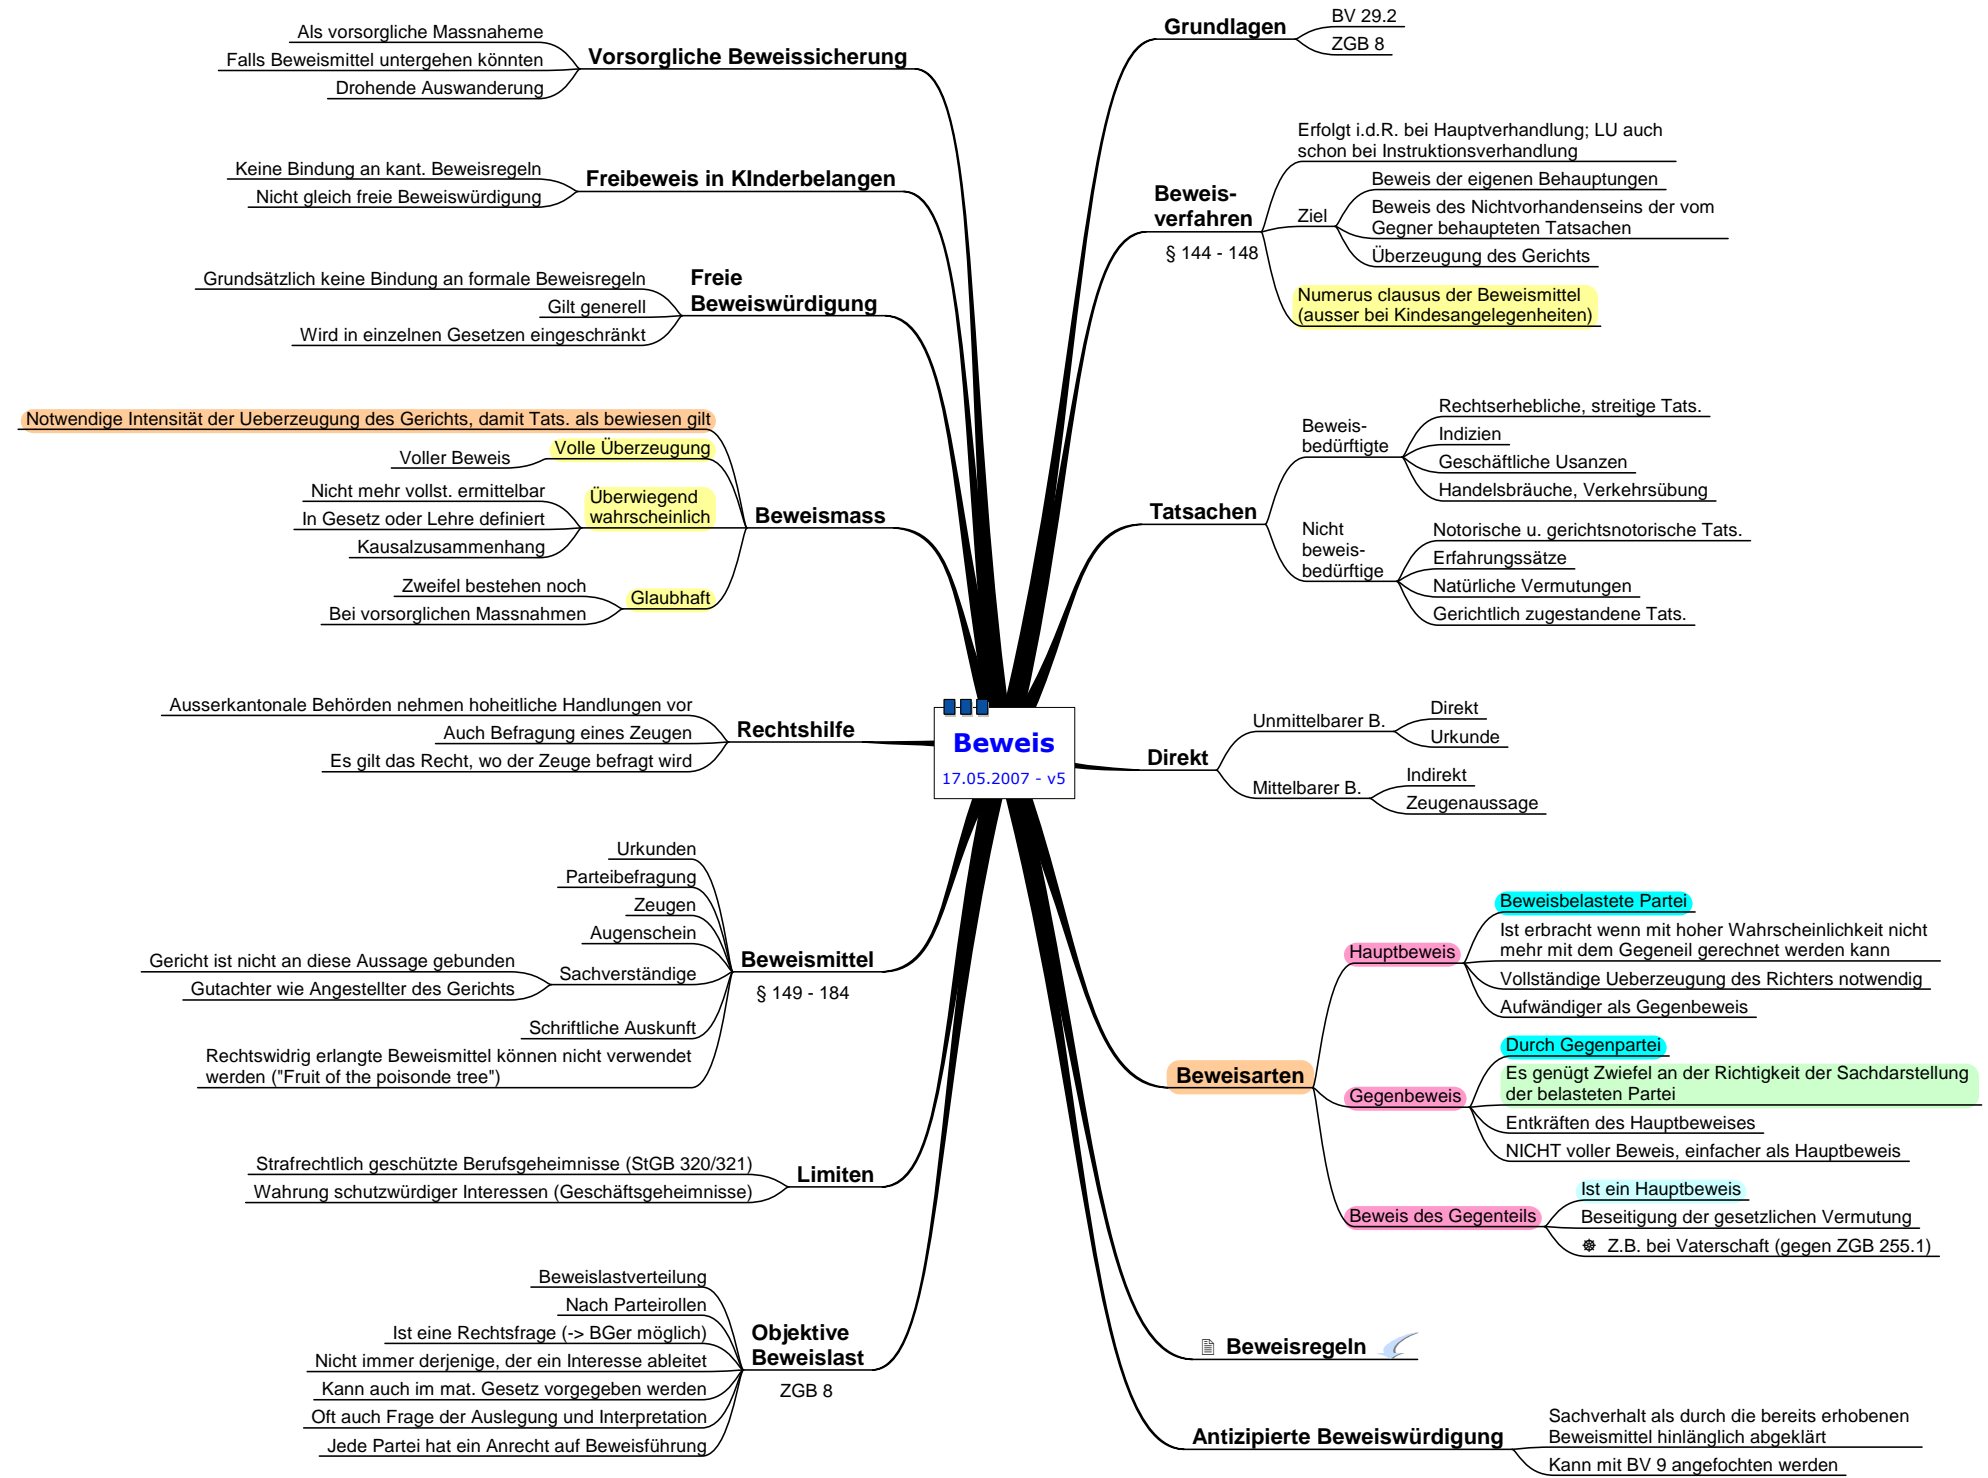 Beweis
17.05.2007 - v5
Grundlagen
BV 29.2
ZGB 8
Beweis-
verfahren
§ 144 - 148
Erfolgt i.d.R. bei Hauptverhandlung; LU auch
schon bei Instruktionsverhandlung
Ziel
Beweis der eigenen Behauptungen
Beweis des Nichtvorhandenseins der vom
Gegner behaupteten Tatsachen
Überzeugung des Gerichts
Numerus clausus der Beweismittel
(ausser bei Kindesangelegenheiten)
Tatsachen
Beweis-
bedürftigte
Rechtserhebliche, streitige Tats.
Indizien
Geschäftliche Usanzen
Handelsbräuche, Verkehrsübung
Nicht
beweis-
bedürftige
Notorische u. gerichtsnotorische Tats.
Erfahrungssätze
Natürliche Vermutungen
Gerichtlich zugestandene Tats.
Direkt
Unmittelbarer B.
Direkt
Urkunde
Mittelbarer B.
Indirekt
Zeugenaussage
Beweisarten
Hauptbeweis
Beweisbelastete Partei
Ist erbracht wenn mit hoher Wahrscheinlichkeit nicht
mehr mit dem Gegeneil gerechnet werden kann
Vollständige Ueberzeugung des Richters notwendig
Aufwändiger als Gegenbeweis
Gegenbeweis
Durch Gegenpartei
Es genügt Zwiefel an der Richtigkeit der Sachdarstellung
der belasteten Partei
Entkräften des Hauptbeweises
NICHT voller Beweis, einfacher als Hauptbeweis
Beweis des Gegenteils
Ist ein Hauptbeweis
Beseitigung der gesetzlichen Vermutung
Z.B. bei Vaterschaft (gegen ZGB 255.1)
Beweisregeln
Antizipierte Beweiswürdigung
Sachverhalt als durch die bereits erhobenen
Beweismittel hinlänglich abgeklärt
Kann mit BV 9 angefochten werden
Vorsorgliche Beweissicherung
Als vorsorgliche Massnaheme
Falls Beweismittel untergehen könnten
Drohende Auswanderung
Freibeweis in KInderbelangen
Keine Bindung an kant. Beweisregeln
Nicht gleich freie Beweiswürdigung
Freie
Beweiswürdigung
Grundsätzlich keine Bindung an formale Beweisregeln
Gilt generell
Wird in einzelnen Gesetzen eingeschränkt
Beweismass
Notwendige Intensität der Ueberzeugung des Gerichts, damit Tats. als bewiesen gilt
Volle Überzeugung
Voller Beweis
Überwiegend
wahrscheinlich
Nicht mehr vollst. ermittelbar
In Gesetz oder Lehre definiert
Kausalzusammenhang
Glaubhaft
Zweifel bestehen noch
Bei vorsorglichen Massnahmen
Rechtshilfe
Ausserkantonale Behörden nehmen hoheitliche Handlungen vor
Auch Befragung eines Zeugen
Es gilt das Recht, wo der Zeuge befragt wird
Beweismittel
§ 149 - 184
Urkunden
Parteibefragung
Zeugen
Augenschein
Sachverständige
Gericht ist nicht an diese Aussage gebunden
Gutachter wie Angestellter des Gerichts
Schriftliche Auskunft
Rechtswidrig erlangte Beweismittel können nicht verwendet
werden ("Fruit of the poisonde tree")
Limiten
Strafrechtlich geschützte Berufsgeheimnisse (StGB 320/321)
Wahrung schutzwürdiger Interessen (Geschäftsgeheimnisse)
Objektive
Beweislast
ZGB 8
Beweislastverteilung
Nach Parteirollen
Ist eine Rechtsfrage (-> BGer möglich)
Nicht immer derjenige, der ein Interesse ableitet
Kann auch im mat. Gesetz vorgegeben werden
Oft auch Frage der Auslegung und Interpretation
Jede Partei hat ein Anrecht auf Beweisführung